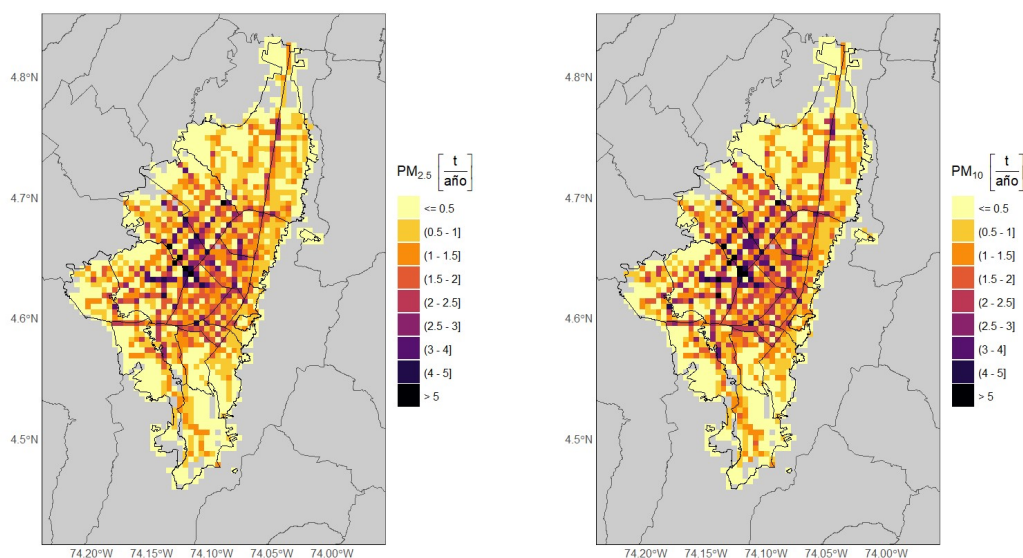 4.8°N
4.7°N
4.6°N
4.5°N
74.20°W 74.15°W 74.10°W 74.05°W 74.00°W
PM2.5 [t/año]
<= 0.5
(0.5 - 1]
(1 - 1.5]
(1.5 - 2]
(2 - 2.5]
(2.5 - 3]
(3 - 4]
(4 - 5]
> 5
4.8°N
4.7°N
4.6°N
4.5°N
74.20°W 74.15°W 74.10°W 74.05°W 74.00°W
PM10 [t/año]
<= 0.5
(0.5 - 1]
(1 - 1.5]
(1.5 - 2]
(2 - 2.5]
(2.5 - 3]
(3 - 4]
(4 - 5]
> 5